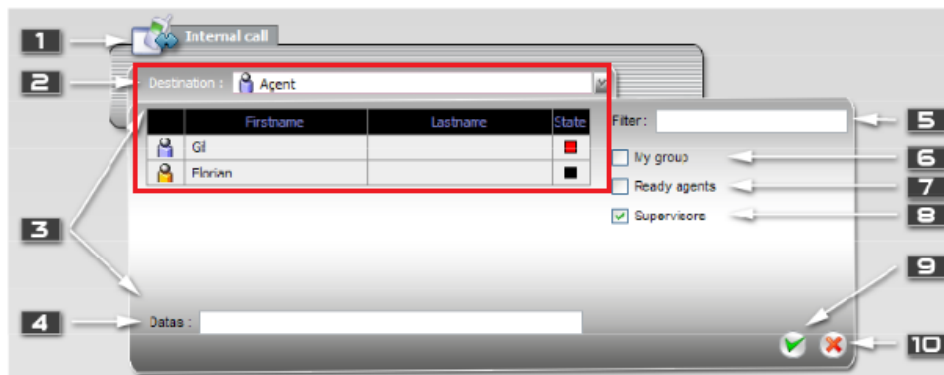 1 Internal call
2 Destination : Agent
Firstname Lastname State
Gil
Florian
3
4 Datas :
Filter : 5
My group 6
Ready agents 7
Supervisors 8
9
10